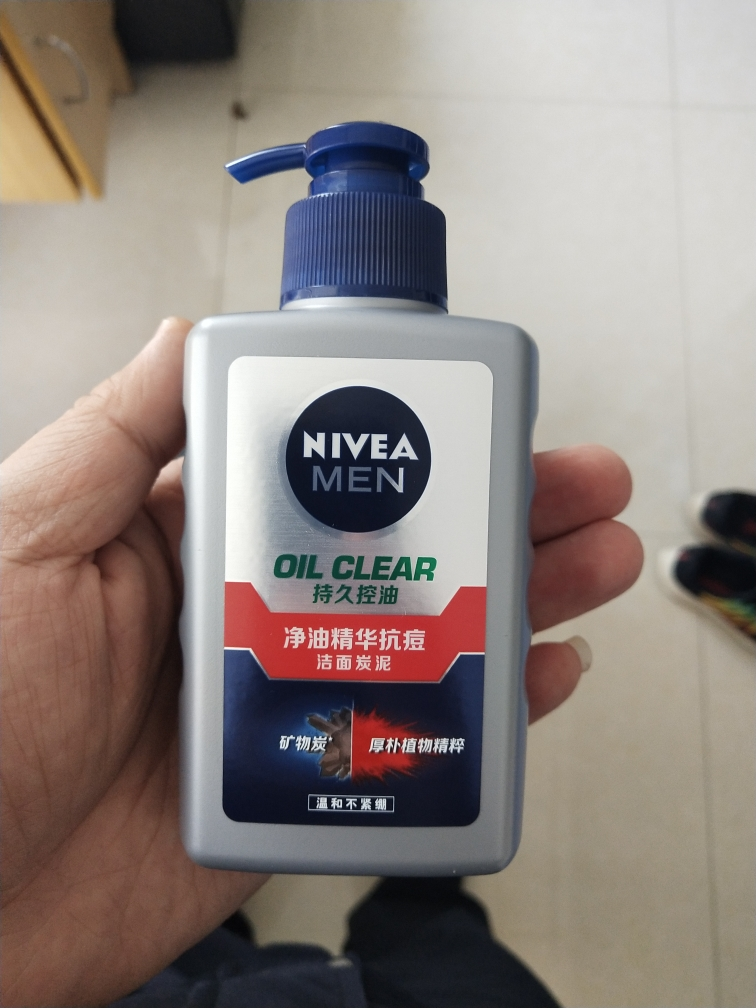 NIVEA
MEN
OIL CLEAR
持久控油
净油精华抗痘
洁面炭泥
矿物炭*
厚朴植物精粹
温和不紧绷